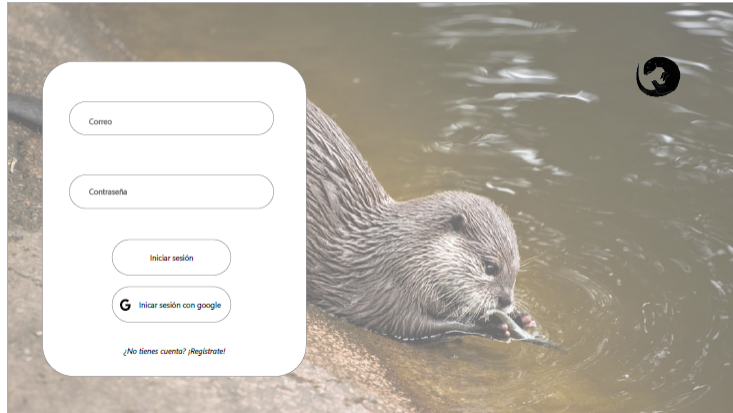 Correo
Contraseña
Iniciar sesión
Inicar sesión con google
¿No tienes cuenta? ¡Regístrate!